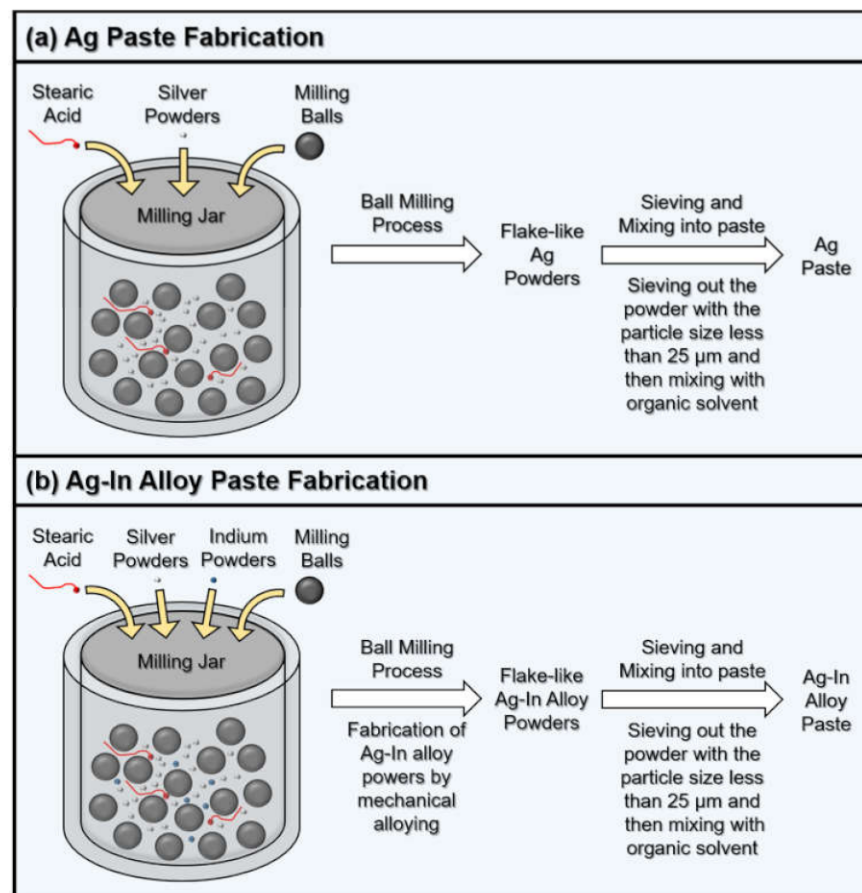 (a) Ag Paste Fabrication
Stearic
Acid
Silver
Powders
Milling
Balls
Milling Jar
Ball Milling
Process
Flake-like
Ag
Powders
Sieving and
Mixing into paste
Sieving out the
powder with the
particle size less
than 25 μm and
then mixing with
organic solvent
Ag
Paste
(b) Ag-In Alloy Paste Fabrication
Stearic
Acid
Silver
Powders
Indium
Powders
Milling
Balls
Milling Jar
Ball Milling
Process
Fabrication of
Ag-In alloy
powers by
mechanical
alloying
Flake-like
Ag-In Alloy
Powders
Sieving and
Mixing into paste
Sieving out the
powder with the
particle size less
than 25 μm and
then mixing with
organic solvent
Ag-In
Alloy
Paste